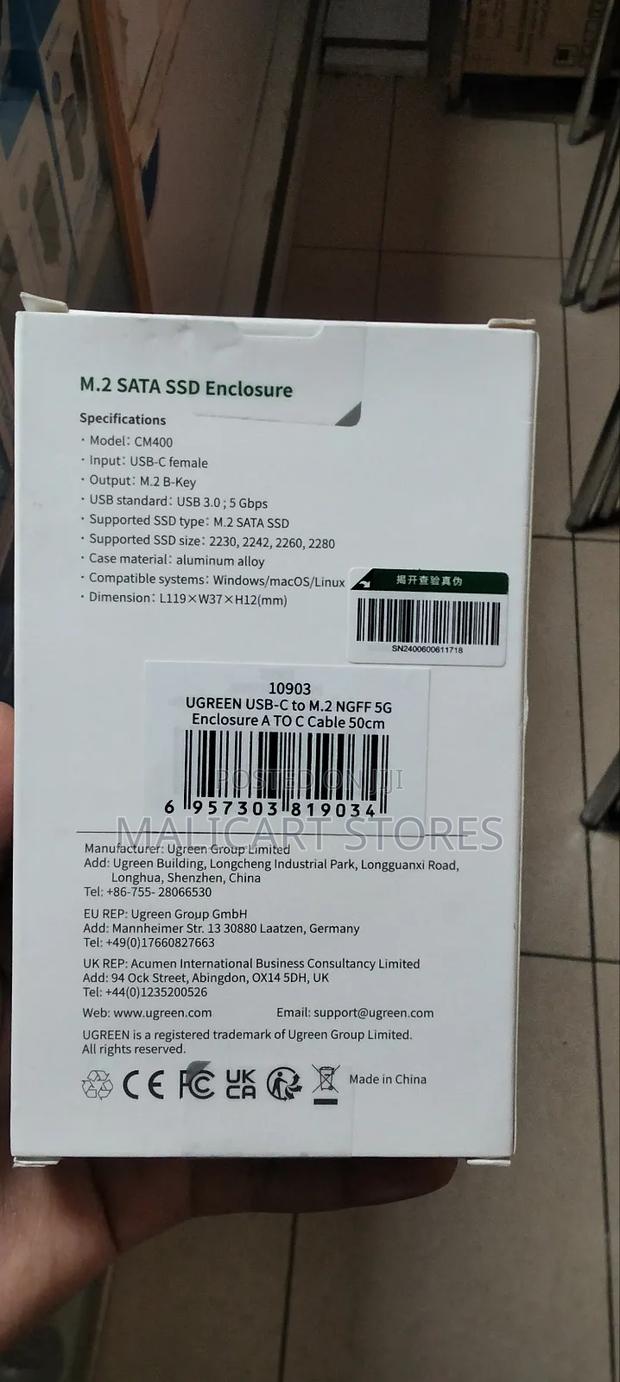 M.2 SATA SSD Enclosure
Specifications
· Model: CM400
· Input: USB-C female
· Output: M.2 B-Key
· USB standard: USB 3.0 ; 5 Gbps
· Supported SSD type: M.2 SATA SSD
· Supported SSD size: 2230, 2242, 2260, 2280
· Case material: aluminum alloy
· Compatible systems: Windows/macOS/Linux
· Dimension: L119×W37×H12(mm)
揭开查验真伪
SN2400600611718
10903
UGREEN USB-C to M.2 NGFF 5G
Enclosure A TO C Cable 50cm
POSTED ON JIJI
6 957303 819034
MALICART STORES
Manufacturer: Ugreen Group Limited
Add: Ugreen Building, Longcheng Industrial Park, Longguanxi Road,
Longhua, Shenzhen, China
Tel: +86-755- 28066530
EU REP: Ugreen Group GmbH
Add: Mannheimer Str. 13 30880 Laatzen, Germany
Tel: +49(0)17660827663
UK REP: Acumen International Business Consultancy Limited
Add: 94 Ock Street, Abingdon, OX14 5DH, UK
Tel: +44(0)1235200526
Web: www.ugreen.com Email: support@ugreen.com
UGREEN is a registered trademark of Ugreen Group Limited.
All rights reserved.
CE FC UK CA Made in China